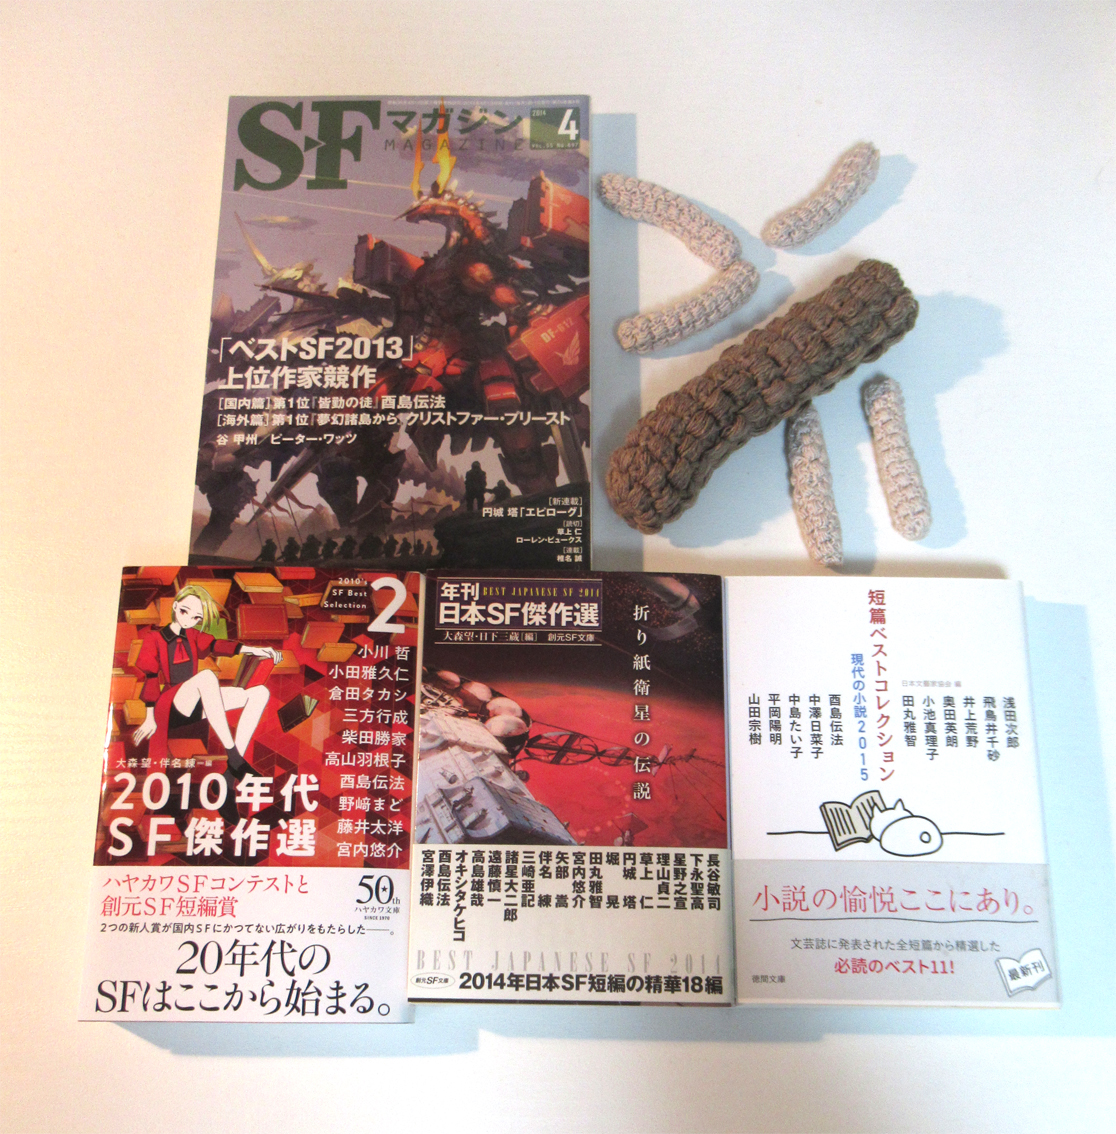 SFマガジン
MAGAZINE
2014
4
「ベストSF2013」
上位作家競作
[国内篇]第1位『皆勤の徒』酉島伝法
[海外篇]第1位『夢幻諸島から』クリストファー・プリースト
谷 甲州/ピーター・ワッツ
[新連載]
円城 塔「エピローグ」
[読切]
草上 仁
ローレン・ビュークス
[連載]
椎名 誠
2010's
SF Best
Selection
2
小川 哲
小田雅久仁
倉田タカシ
三方行成
柴田勝家
高山羽根子
酉島伝法
野﨑まど
藤井太洋
宮内悠介
大森 望・伴名 練=編
2010年代
SF傑作選
ハヤカワSFコンテストと
創元SF短編賞
50th
ハヤカワ文庫
SINCE 1970
2つの新人賞が国内SFにかつてない広がりをもたらした――。
20年代の
SFはここから始まる。
年刊
BEST JAPANESE SF 2014
日本SF傑作選
大森望・日下三蔵[編] 創元SF文庫
折り紙衛星の伝説
長谷敏司
下永聖高
星野之宣
理山貞二
草上 仁
円城 塔
堀 晃
田丸雅智
宮内悠介
矢部 嵩
伴名 練
三崎亜記
諸星大二郎
遠藤慎一
高島雄哉
オキシタケヒコ
酉島伝法
宮澤伊織
BEST JAPANESE SF 2014
創元SF文庫
2014年日本SF短編の精華18編
短篇ベストコレクション
現代の小説2015
日本文藝家協会 編
浅田次郎
飛鳥井千砂
井上荒野
奥田英朗
小池真理子
田丸雅智
酉島伝法
中澤日菜子
中島たい子
平岡陽明
山田宗樹
小説の愉悦ここにあり。
文芸誌に発表された全短篇から精選した
必読のベスト11!
徳間文庫
最新刊